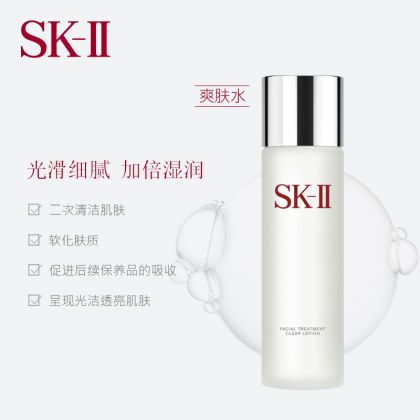 SK-II
爽肤水
光滑细腻 加倍湿润
二次清洁肌肤
软化肤质
促进后续保养品的吸收
呈现光洁透亮肌肤
SK-II
FACIAL TREATMENT
CLEAR LOTION